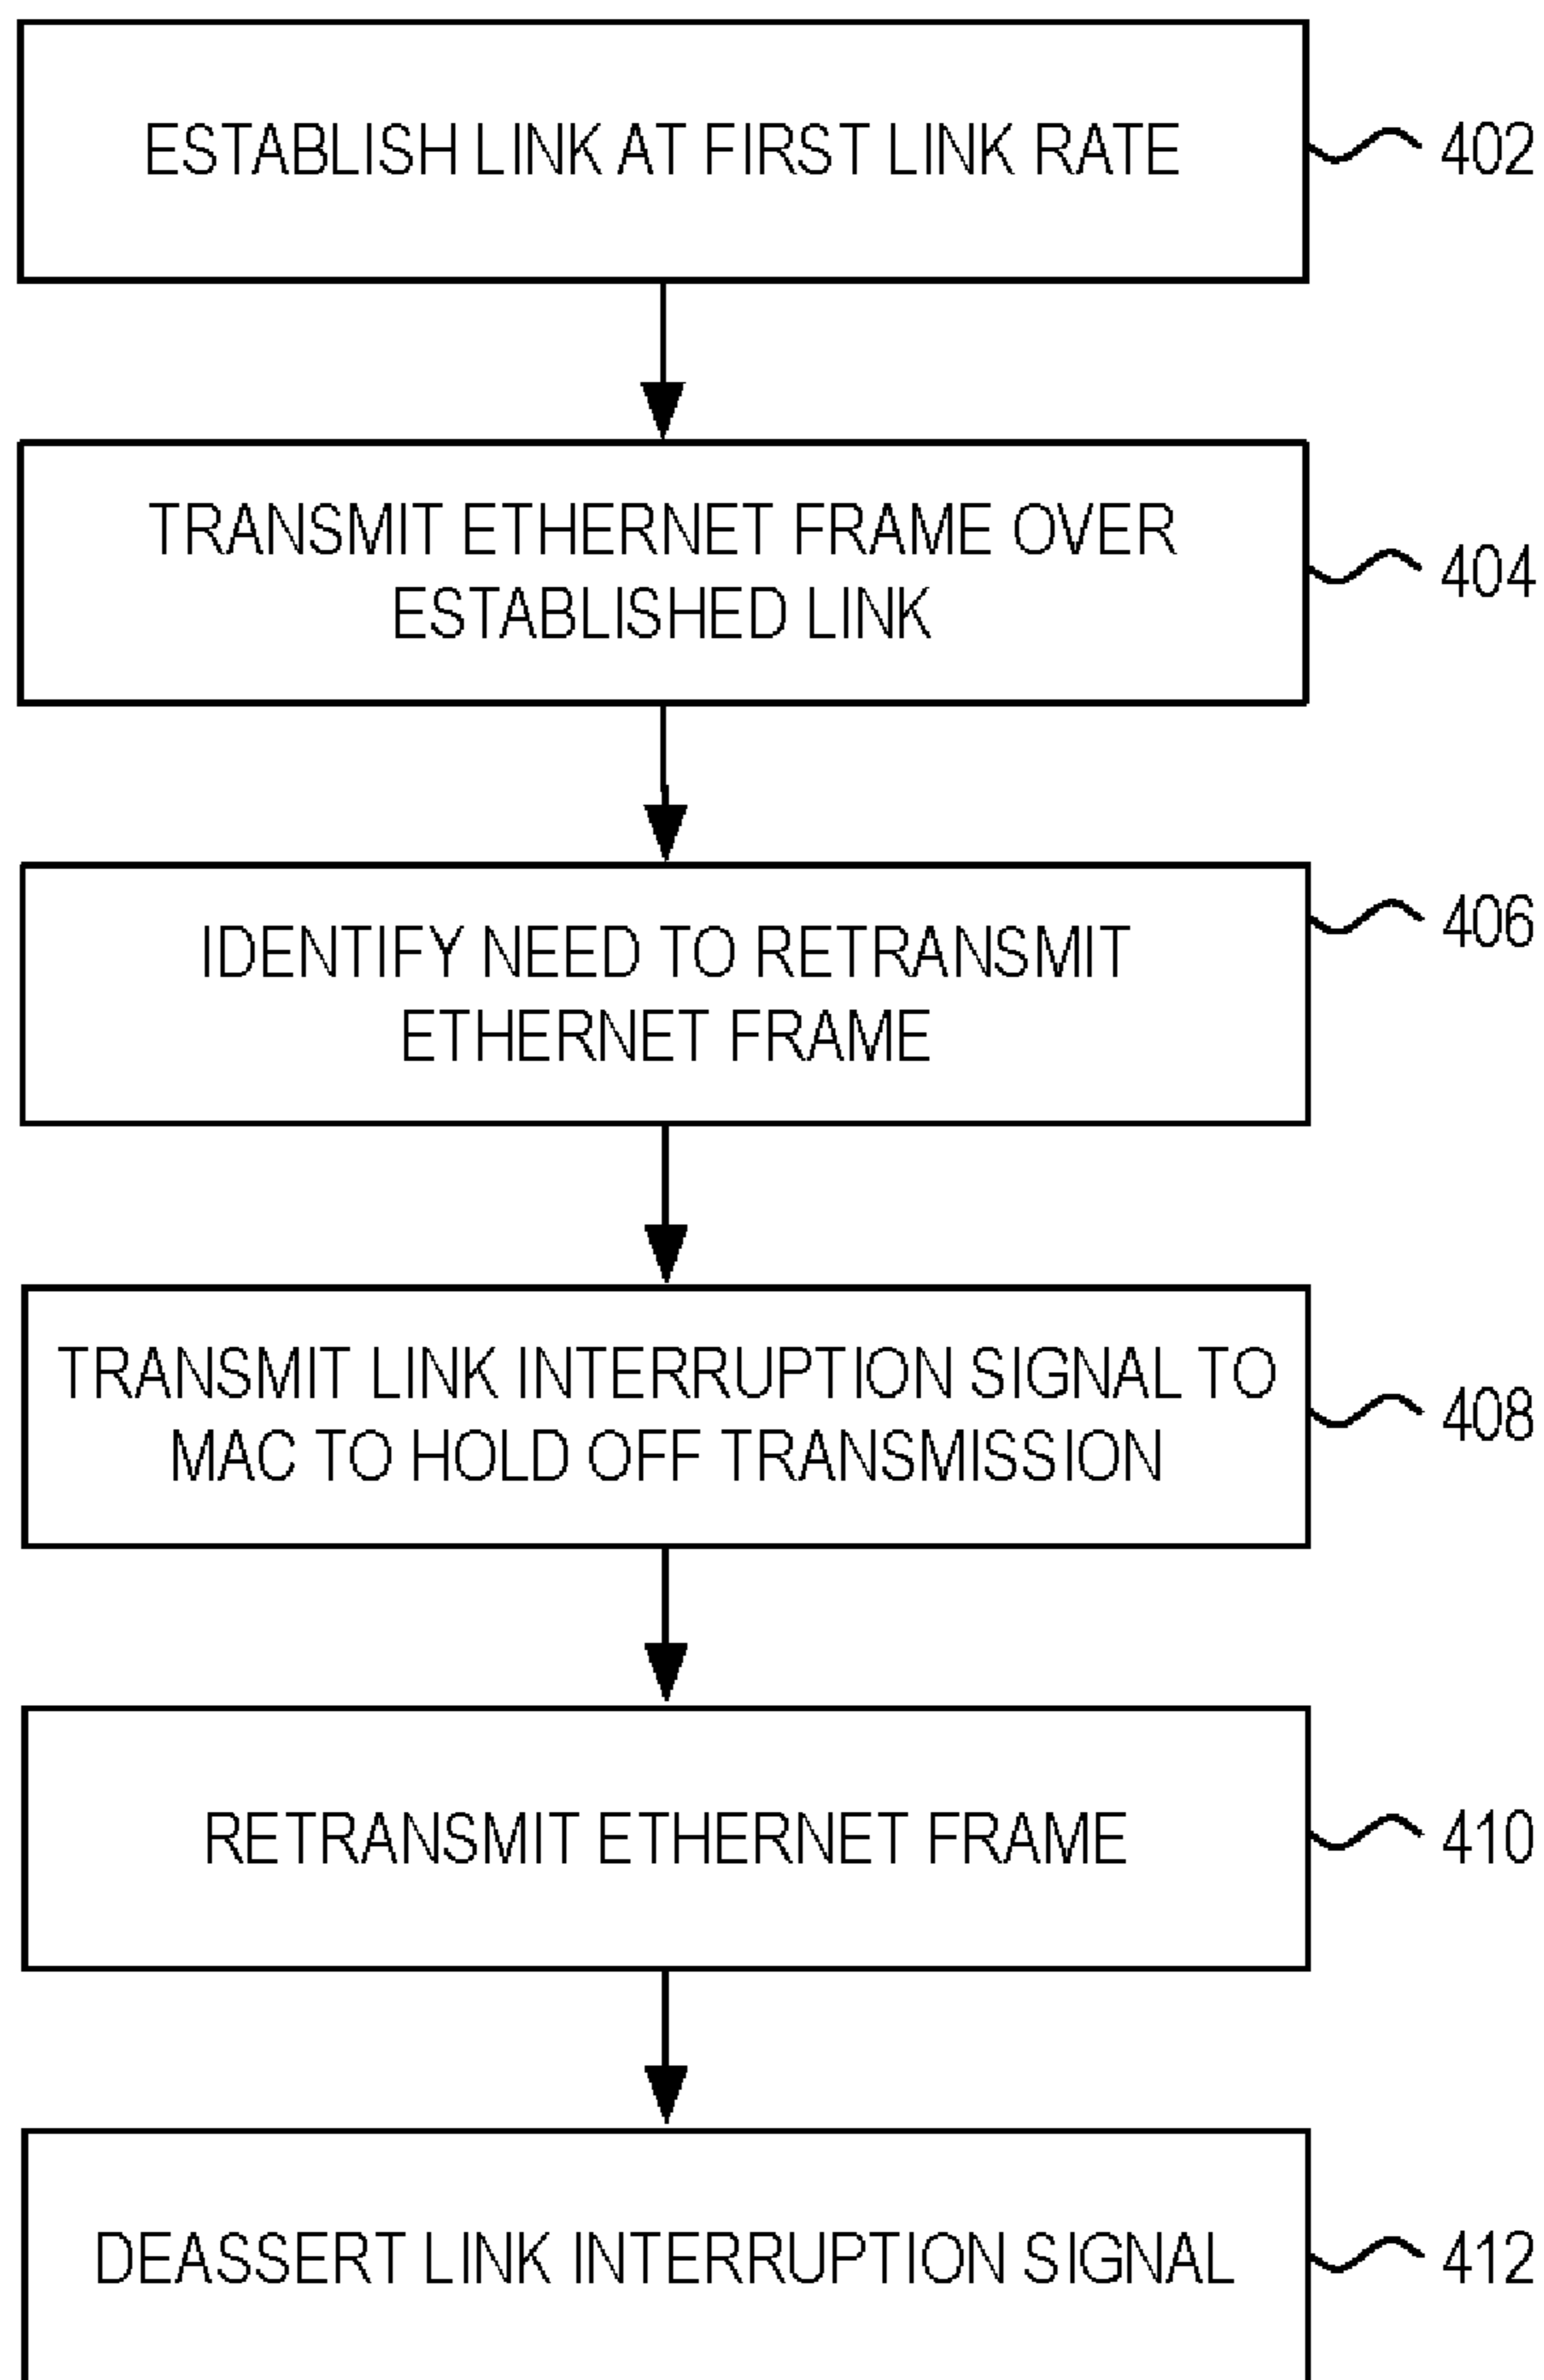 ESTABLISH LINK AT FIRST LINK RATE
402
TRANSMIT ETHERNET FRAME OVER
ESTABLISHED LINK
404
IDENTIFY NEED TO RETRANSMIT
ETHERNET FRAME
406
TRANSMIT LINK INTERRUPTION SIGNAL TO
MAC TO HOLD OFF TRANSMISSION
408
RETRANSMIT ETHERNET FRAME
410
DEASSERT LINK INTERRUPTION SIGNAL
412